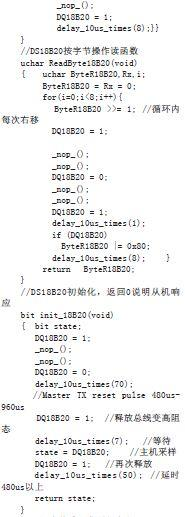 _nop_();
DQ18B20 = 1;
delay_10us_times(8);}}
}
//DS18B20按字节操作读函数
uchar ReadByte18B20(void)
{ uchar ByteR18B20,Rx,i;
ByteR18B20 = Rx = 0;
for(i=0;i<8;i++){
ByteR18B20 >>= 1; //循环内
每次右移
DQ18B20 = 1;
_nop_();
_nop_();
DQ18B20 = 0;
_nop_();
_nop_();
DQ18B20 = 1;
delay_10us_times(1);
if (DQ18B20)
ByteR18B20 |= 0x80;
delay_10us_times(8); }
return ByteR18B20;
}
//DS18B20初始化，返回0说明从机响
应
bit init_18B20(void)
{ bit state;
DQ18B20 = 1;
_nop_();
_nop_();
DQ18B20 = 0;
delay_10us_times(70);
//Master TX reset pulse 480us-
960us
DQ18B20 = 1; //释放总线变高阻
态
delay_10us_times(7); //等待
state = DQ18B20; //主机采样
DQ18B20 = 1; //再次释放
delay_10us_times(50); //延时
480us以上
return state;
}